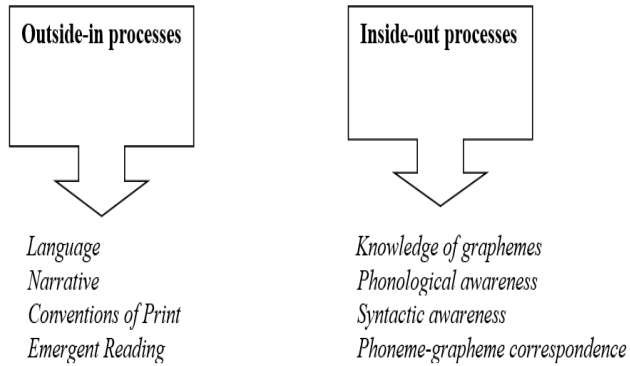 Outside-in processes
Language
Narrative
Conventions of Print
Emergent Reading
Inside-out processes
Knowledge of graphemes
Phonological awareness
Syntactic awareness
Phoneme-grapheme correspondence